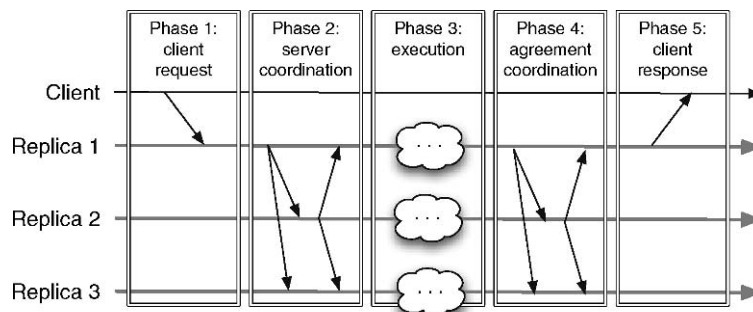 Phase 1:
client
request
Phase 2:
server
coordination
Phase 3:
execution
Phase 4:
agreement
coordination
Phase 5:
client
response
Client
Replica 1
...
...
Replica 2
...
Replica 3
...